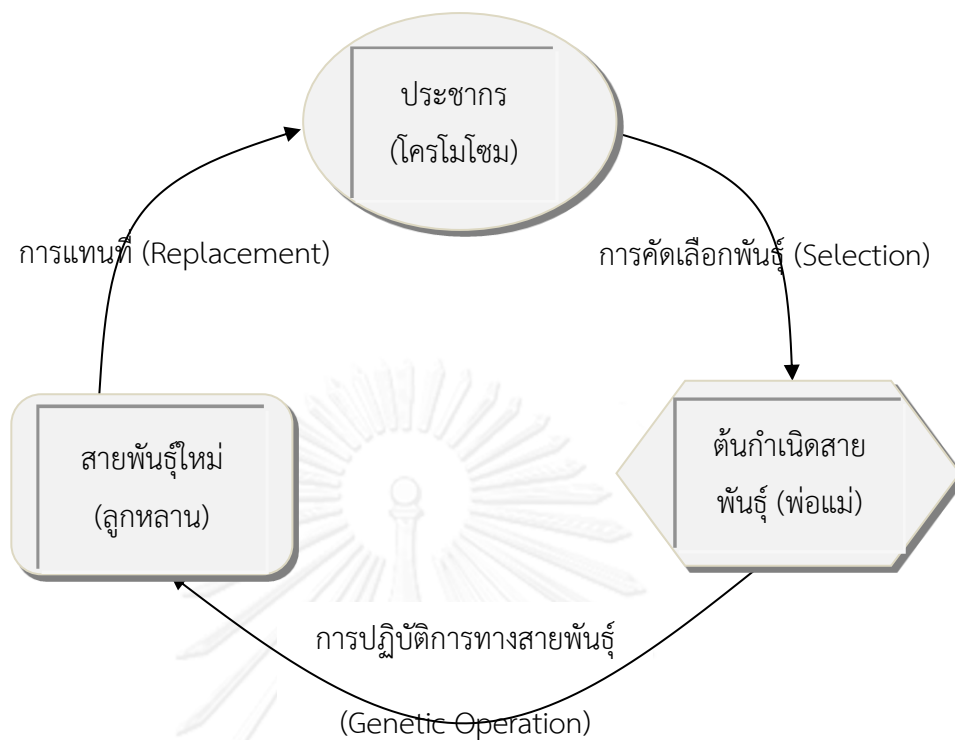 ประชากร
(โครโมโซม)
การแทนที่ (Replacement)
การคัดเลือกพันธุ์ (Selection)
สายพันธุ์ใหม่
(ลูกหลาน)
ต้นกำเนิดสาย
พันธุ์ (พ่อแม่)
การปฏิบัติการทางสายพันธุ์
(Genetic Operation)